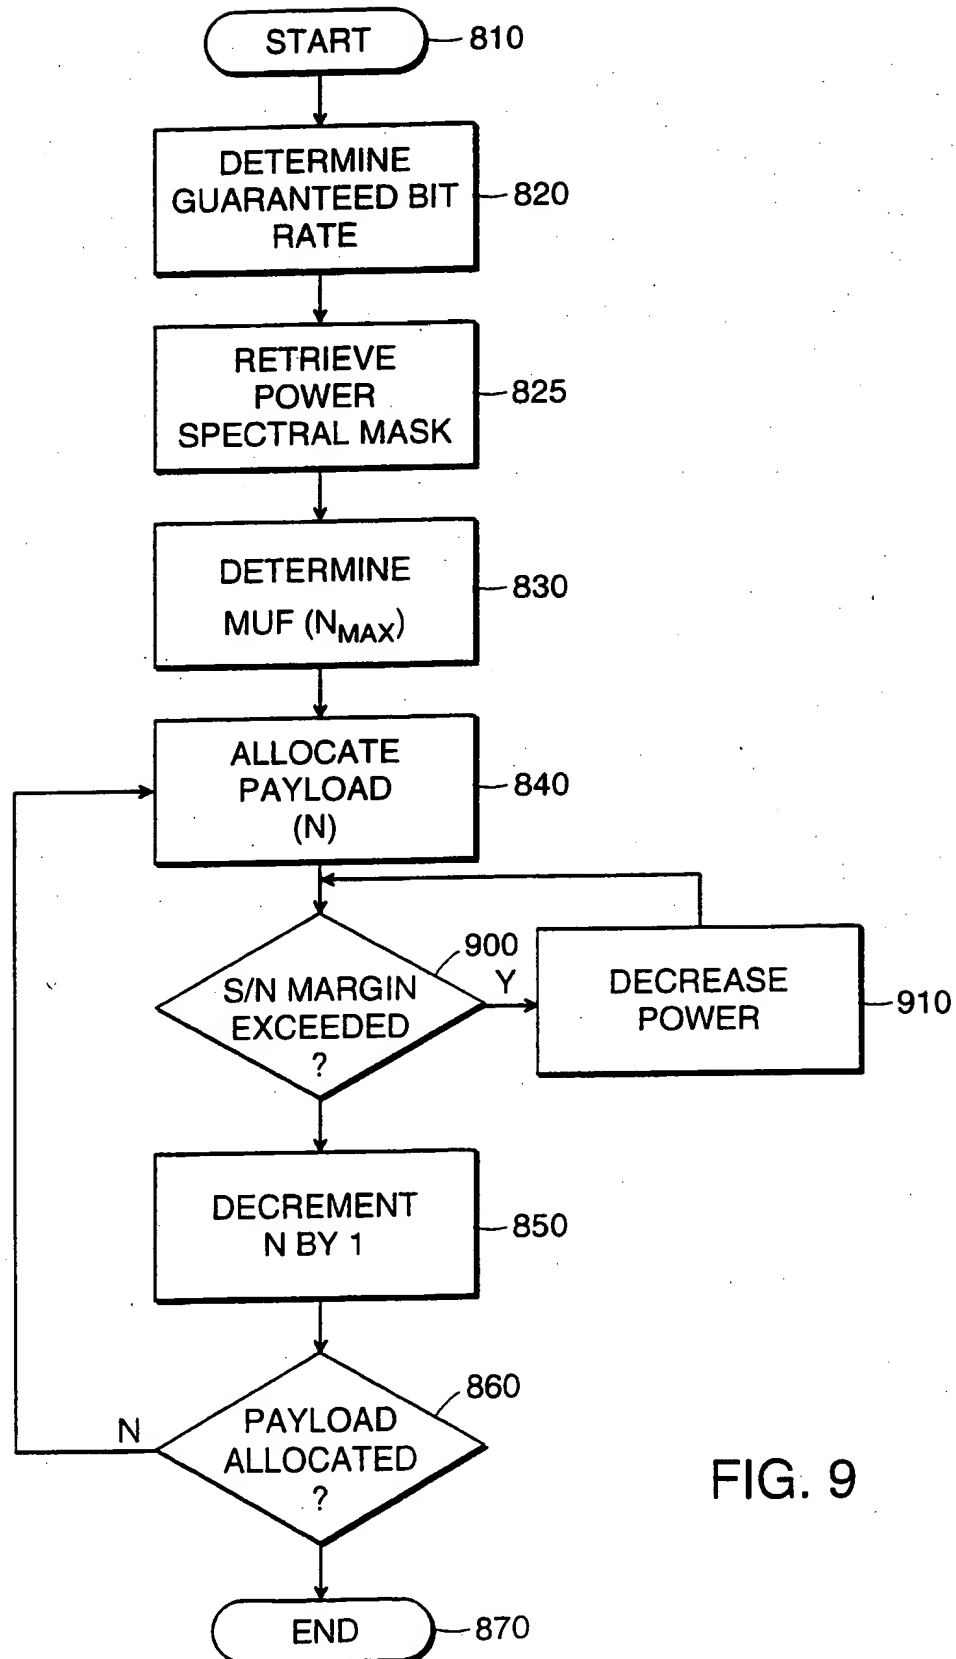 START
810
DETERMINE
GUARANTEED BIT
RATE
820
RETRIEVE
POWER
SPECTRAL MASK
825
DETERMINE
MUF (NMAX)
830
ALLOCATE
PAYLOAD
(N)
840
S/N MARGIN
EXCEEDED
?
900
Y
DECREASE
POWER
910
DECREMENT
N BY 1
850
PAYLOAD
ALLOCATED
?
860
N
END
870
FIG. 9